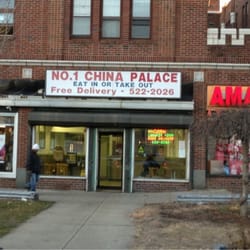 NO.1 CHINA PALACE
EAT IN OR TAKE OUT
Free Delivery • 522-2026
AMA